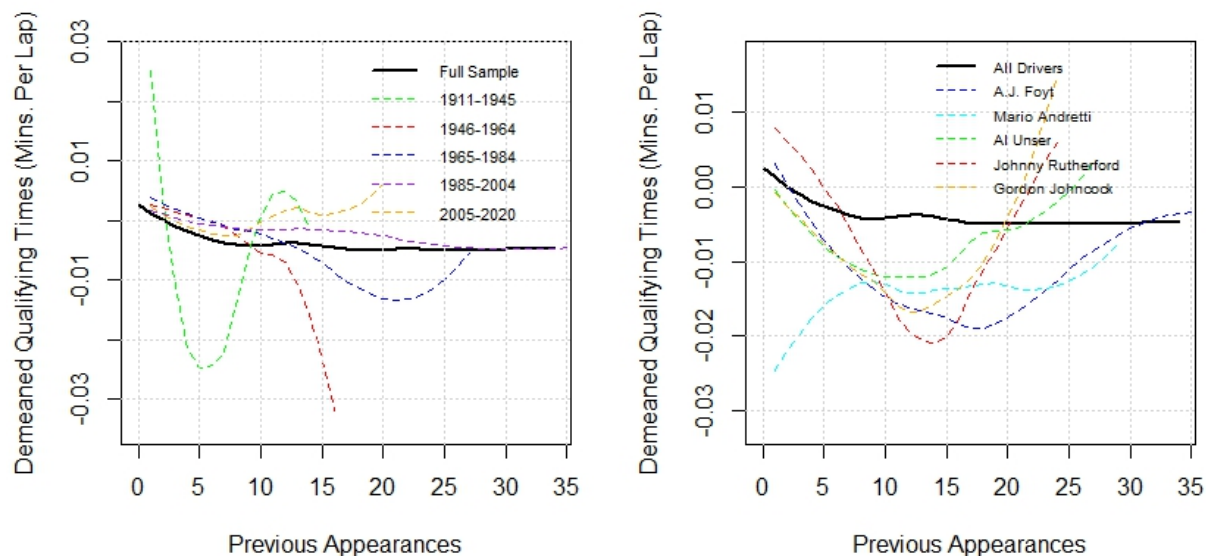 Demeaned Qualifying Times (Mins. Per Lap)
0.03
0.01
-0.01
-0.03
Full Sample
1911-1945
1946-1964
1965-1984
1985-2004
2005-2020
0 5 10 15 20 25 30 35
Previous Appearances
Demeaned Qualifying Times (Mins. Per Lap)
0.01
0.00
-0.01
-0.02
-0.03
All Drivers
A.J. Foyt
Mario Andretti
Al Unser
Johnny Rutherford
Gordon Johncock
0 5 10 15 20 25 30 35
Previous Appearances